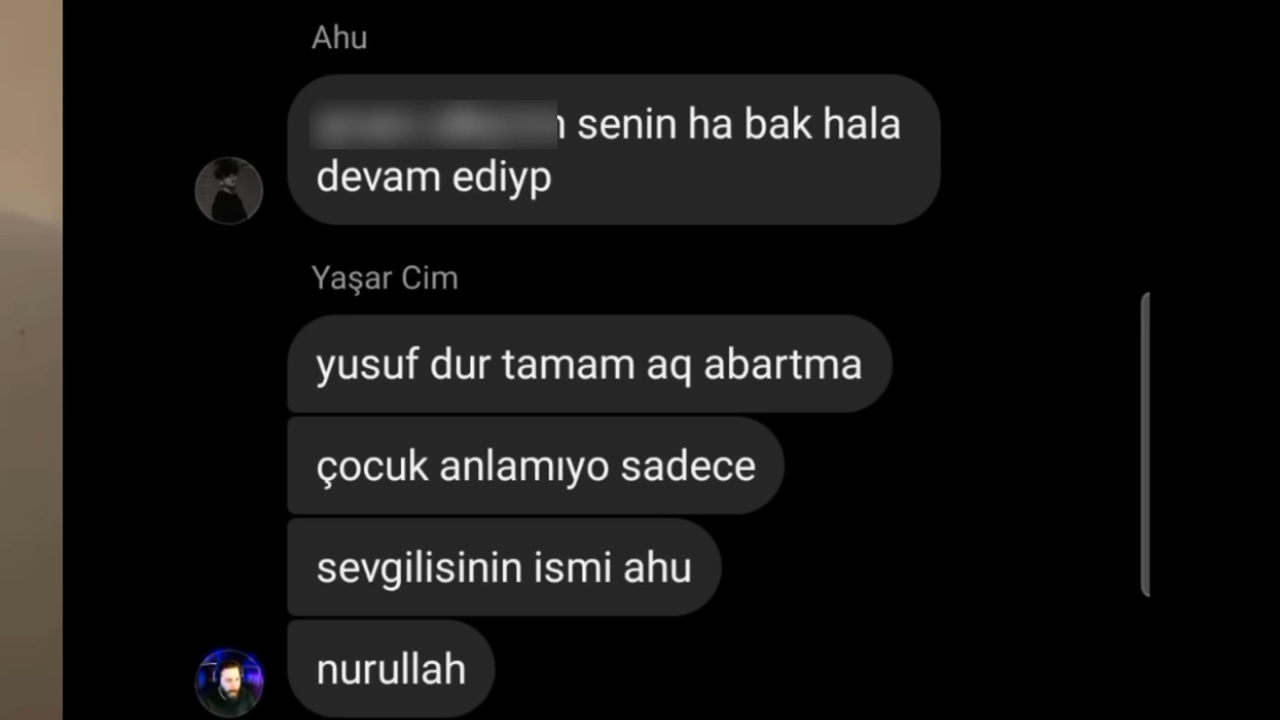 Ahu
senin ha bak hala
devam ediyp
Yaşar Cim
yusuf dur tamam aq abartma
çocuk anlamıyo sadece
sevgilisinin ismi ahu
nurullah